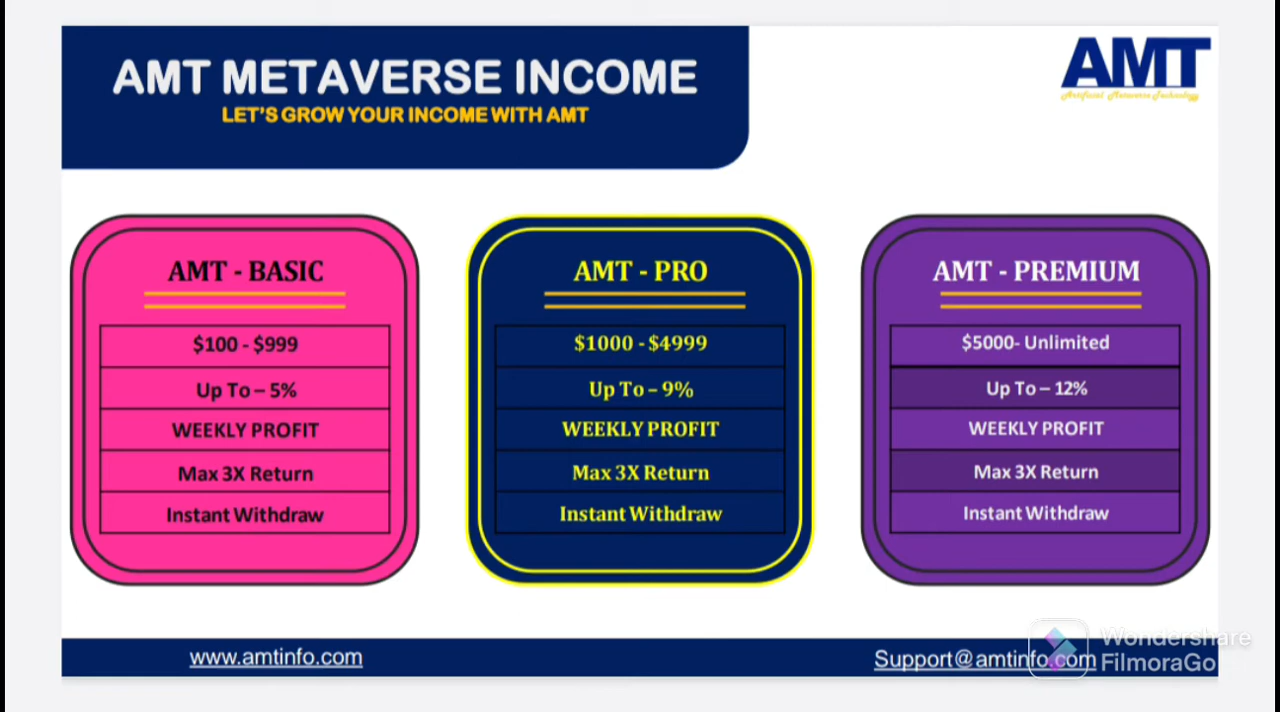 AMT METAVERSE INCOME
LET'S GROW YOUR INCOME WITH AMT
AMT
Artificial Metaverse Technology
AMT - BASIC
$100 - $999
Up To – 5%
WEEKLY PROFIT
Max 3X Return
Instant Withdraw
AMT - PRO
$1000 - $4999
Up To – 9%
WEEKLY PROFIT
Max 3X Return
Instant Withdraw
AMT - PREMIUM
$5000- Unlimited
Up To – 12%
WEEKLY PROFIT
Max 3X Return
Instant Withdraw
www.amtinfo.com
Support@amtinfo.com
Wondershare
FilmoraGo